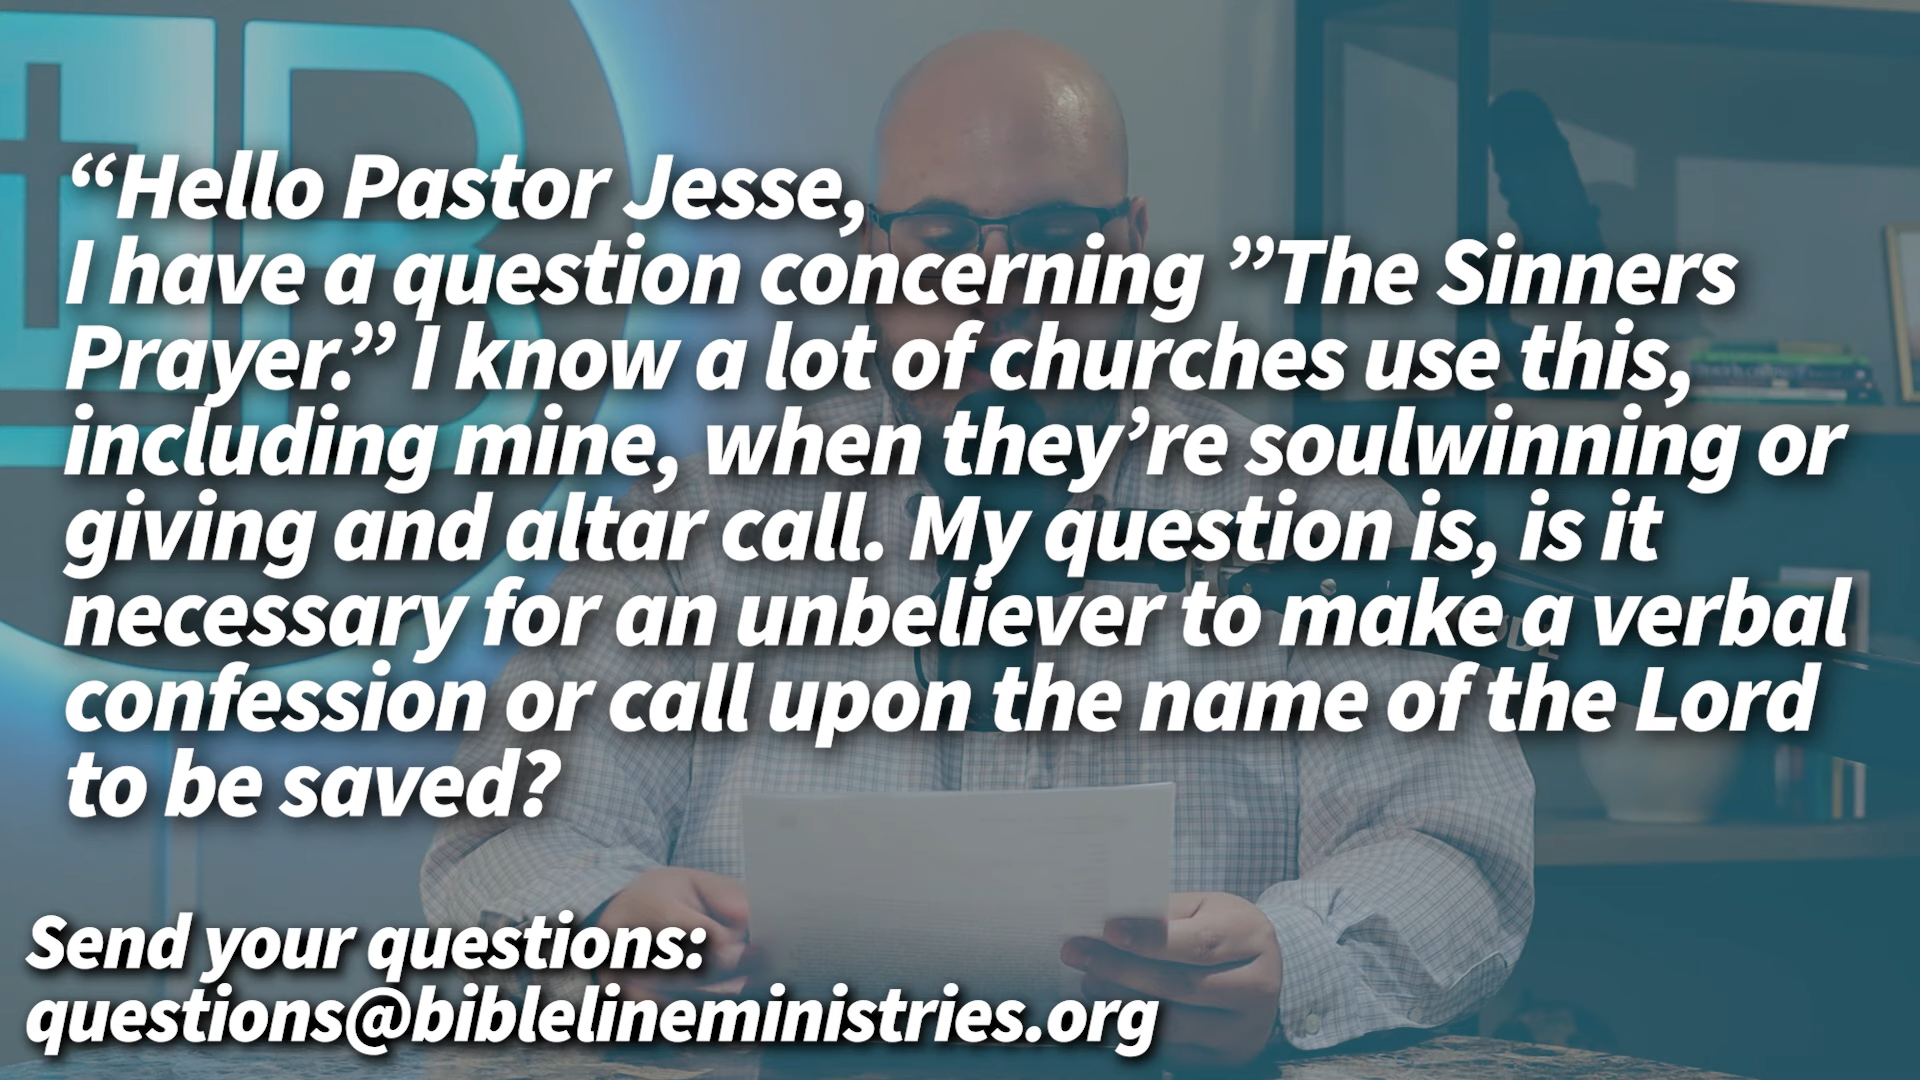 “Hello Pastor Jesse,
I have a question concerning ”The Sinners
Prayer.” I know a lot of churches use this,
including mine, when they’re soulwinning or
giving and altar call. My question is, is it
necessary for an unbeliever to make a verbal
confession or call upon the name of the Lord
to be saved?
Send your questions:
questions@biblelineministries.org